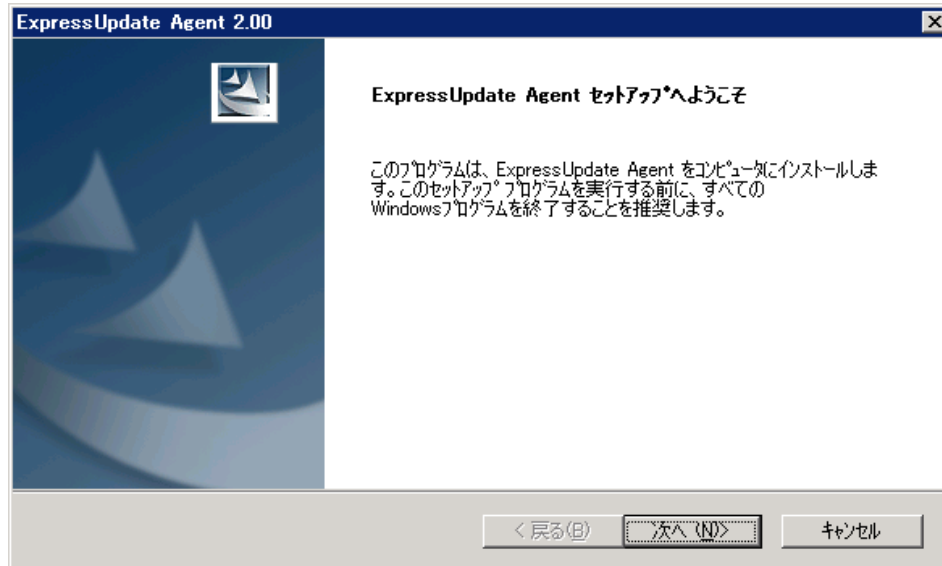 ExpressUpdate Agent 2.00
ExpressUpdate Agent セットアップへようこそ
このプログラムは、ExpressUpdate Agent をコンピュータにインストールしま
す。このセットアップ プログラムを実行する前に、すべての
Windowsプログラムを終了することを推奨します。
< 戻る(B)
次へ (N)>
キャンセル